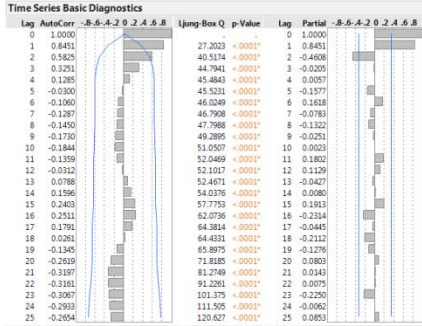 Time Series Basic Diagnostics
Lag AutoCorr -.8-.6-.4-.2 0 .2 .4 .6 .8 Ljung-Box Q p-Value Lag Partial -.8-.6-.4-.2 0 .2 .4 .6 .8
0 1.0000 . . 0 1.0000
1 0.8451 27.2023 <.0001* 1 0.8451
2 0.5825 40.5174 <.0001* 2 -0.4608
3 0.3251 44.7941 <.0001* 3 -0.0205
4 0.1285 45.4843 <.0001* 4 0.0057
5 -0.0300 45.5231 <.0001* 5 -0.1577
6 -0.1060 46.0249 <.0001* 6 0.1618
7 -0.1287 46.7908 <.0001* 7 -0.0783
8 -0.1450 47.7988 <.0001* 8 -0.1322
9 -0.1730 49.2895 <.0001* 9 -0.0251
10 -0.1844 51.0507 <.0001* 10 0.0023
11 -0.1359 52.0469 <.0001* 11 0.1802
12 -0.0312 52.1017 <.0001* 12 0.1129
13 0.0788 52.4671 <.0001* 13 -0.0427
14 0.1596 54.0376 <.0001* 14 0.0080
15 0.2403 57.7753 <.0001* 15 0.1913
16 0.2511 62.0736 <.0001* 16 -0.2314
17 0.1791 64.3814 <.0001* 17 -0.0445
18 0.0261 64.4331 <.0001* 18 -0.2112
19 -0.1345 65.8975 <.0001* 19 -0.1276
20 -0.2619 71.8185 <.0001* 20 0.0803
21 -0.3197 81.2749 <.0001* 21 0.0143
22 -0.3161 91.2261 <.0001* 22 0.0075
23 -0.3067 101.375 <.0001* 23 -0.2250
24 -0.2933 111.505 <.0001* 24 -0.0062
25 -0.2654 120.627 <.0001* 25 0.0853